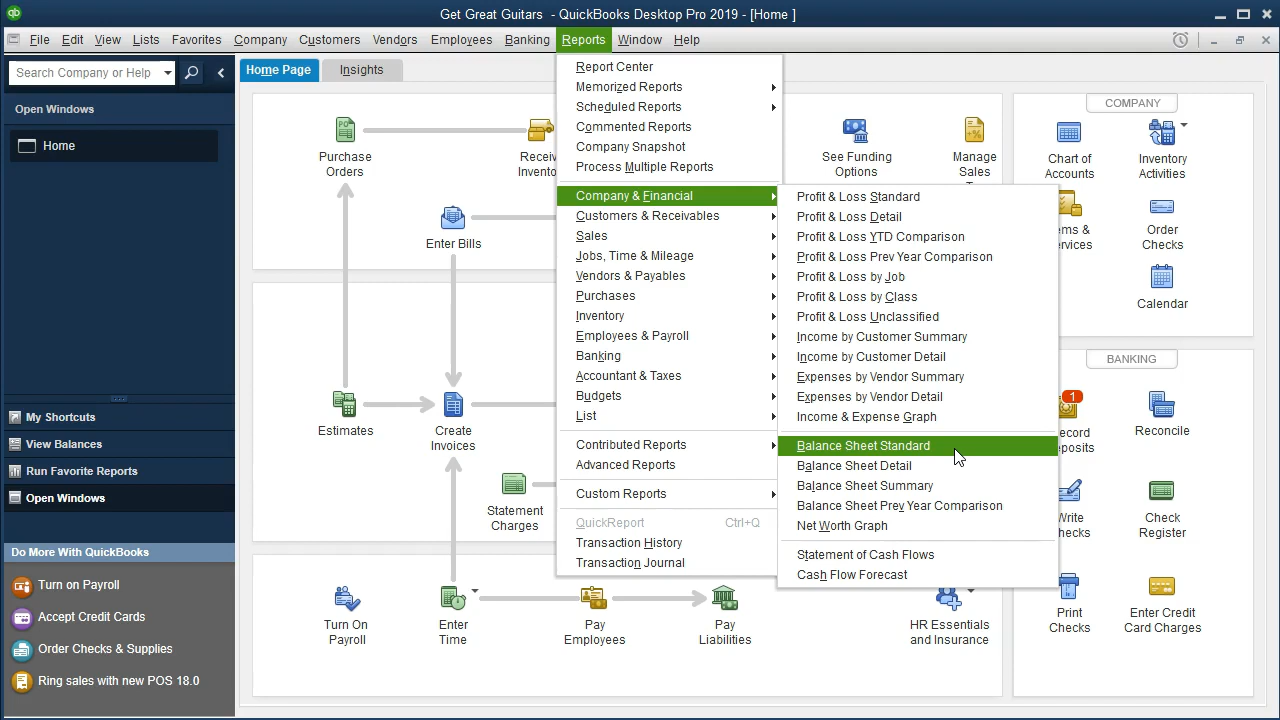 Get Great Guitars - QuickBooks Desktop Pro 2019 - [Home ]
File Edit View Lists Favorites Company Customers Vendors Employees Banking Reports Window Help
Search Company or Help
Open Windows
Home
My Shortcuts
View Balances
Run Favorite Reports
Open Windows
Do More With QuickBooks
Turn on Payroll
Accept Credit Cards
Order Checks & Supplies
Ring sales with new POS 18.0
Home Page
Insights
Purchase
Orders
Enter Bills
Estimates
Create
Invoices
Statement
Charges
Turn On
Payroll
Enter
Time
Pay
Employees
Pay
Liabilities
HR Essentials
and Insurance
See Funding
Options
Manage
Sales
Report Center
Memorized Reports
Scheduled Reports
Commented Reports
Company Snapshot
Process Multiple Reports
Company & Financial
Customers & Receivables
Sales
Jobs, Time & Mileage
Vendors & Payables
Purchases
Inventory
Employees & Payroll
Banking
Accountant & Taxes
Budgets
List
Contributed Reports
Advanced Reports
Custom Reports
QuickReport Ctrl+Q
Transaction History
Transaction Journal
Profit & Loss Standard
Profit & Loss Detail
Profit & Loss YTD Comparison
Profit & Loss Prev Year Comparison
Profit & Loss by Job
Profit & Loss by Class
Profit & Loss Unclassified
Income by Customer Summary
Income by Customer Detail
Expenses by Vendor Summary
Expenses by Vendor Detail
Income & Expense Graph
Balance Sheet Standard
Balance Sheet Detail
Balance Sheet Summary
Balance Sheet Prev Year Comparison
Net Worth Graph
Statement of Cash Flows
Cash Flow Forecast
COMPANY
Chart of
Accounts
Inventory
Activities
Order
Checks
Calendar
BANKING
1
Reconcile
Check
Register
Print
Checks
Enter Credit
Card Charges